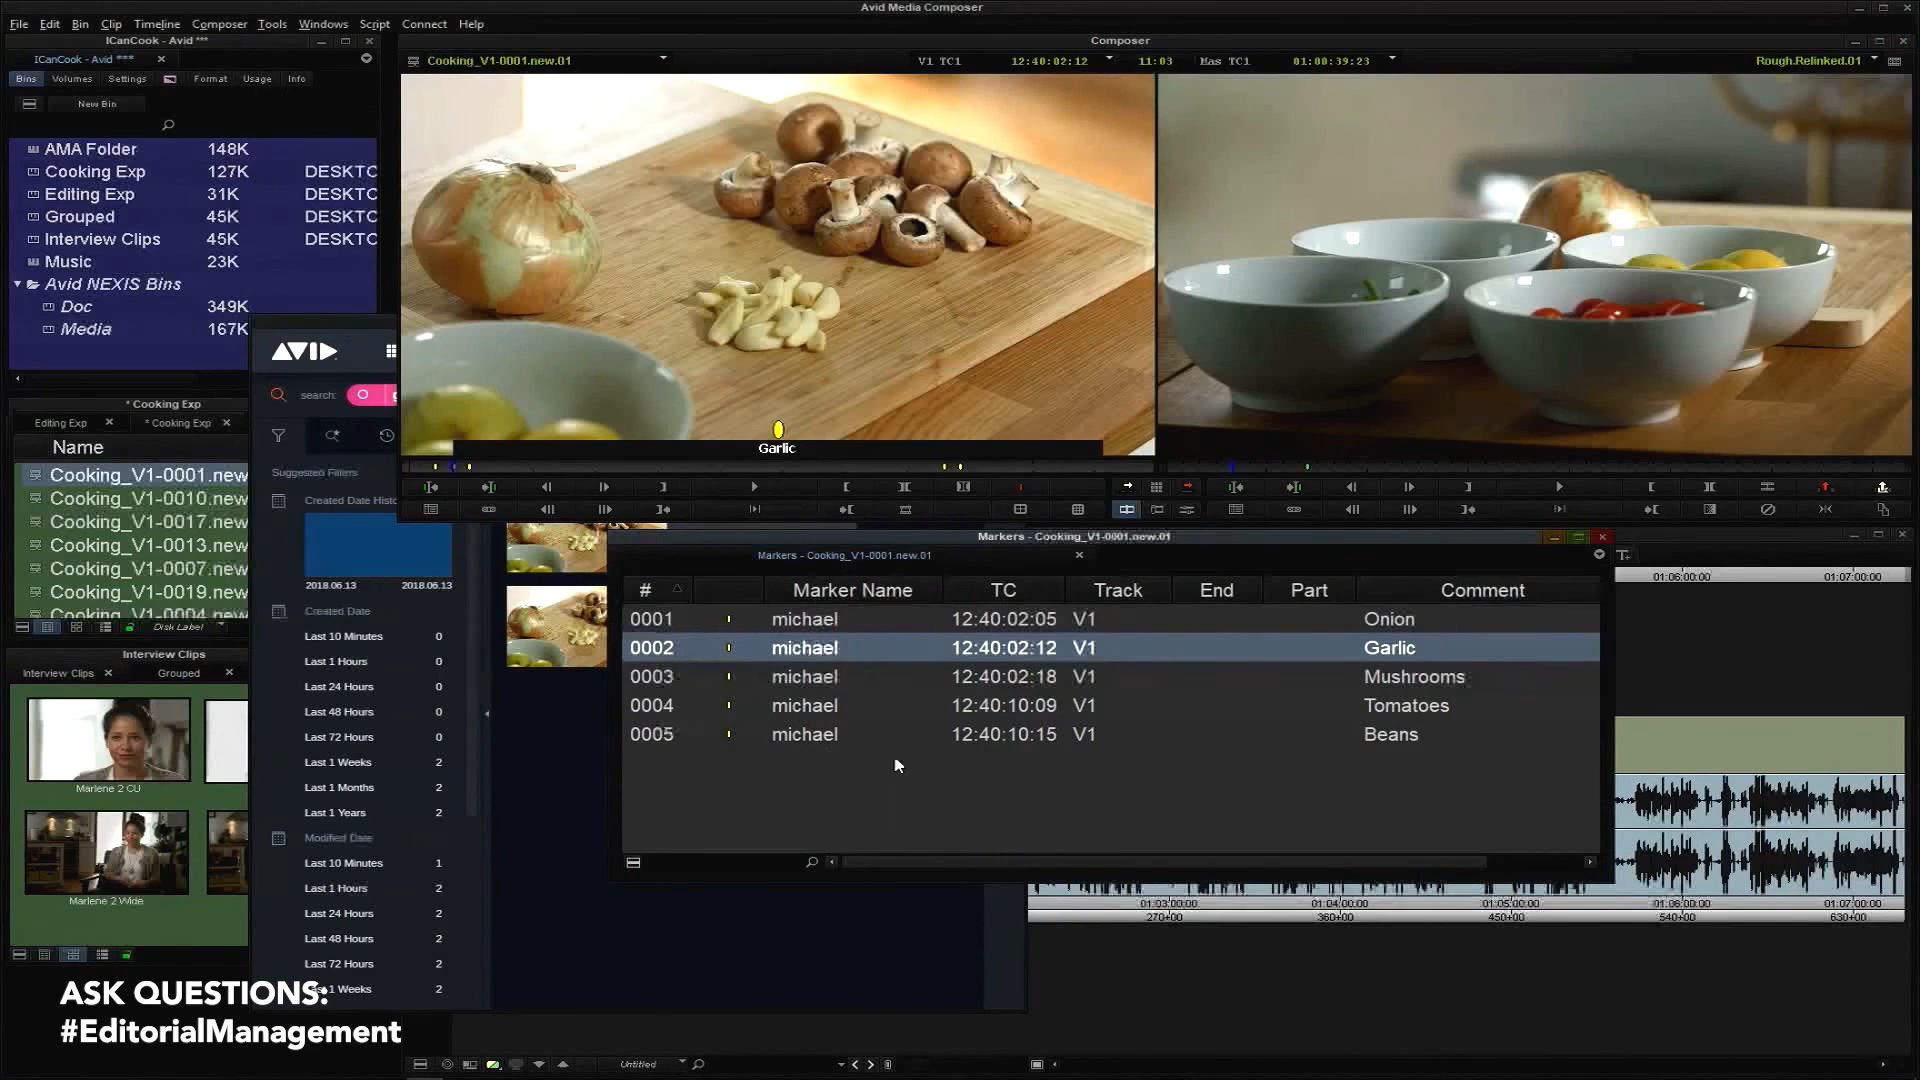 Avid Media Composer
File Edit Bin Clip Timeline Composer Tools Windows Script Connect Help
ICanCook - Avid ***
ICanCook - Avid ***
Bins Volumes Settings Format Usage Info
New Bin
AMA Folder 148K
Cooking Exp 127K DESKTO
Editing Exp 31K DESKTO
Grouped 45K DESKTO
Interview Clips 45K DESKTO
Music 23K
Avid NEXIS Bins
Doc 349K
Media 167K
Composer
Cooking_V1-0001.new.01 V1 TC1 12:40:02:12 11:03 Mas TC1 01:00:39:23 Rough.Relinked.01
Garlic
AVID
search:
Suggested Filters
Created Date Histo
2018.06.13 2018.06.13
Created Date
Last 10 Minutes 0
Last 1 Hours 0
Last 24 Hours 0
Last 48 Hours 0
Last 72 Hours 0
Last 1 Weeks 2
Last 1 Months 2
Last 1 Years 2
Modified Date
Last 10 Minutes 1
Last 1 Hours 2
Last 24 Hours 2
Last 48 Hours 2
Last 72 Hours 2
1 Weeks 2
* Cooking Exp
Editing Exp * Cooking Exp
Name
Cooking_V1-0001.new
Cooking_V1-0010.new
Cooking_V1-0017.new
Cooking_V1-0013.new
Cooking_V1-0007.new
Cooking_V1-0019.new
Cooking_V1-0004.new
Disk Label
Interview Clips
Interview Clips Grouped
Marlene 2 CU
Marlene 2 Wide
Markers - Cooking_V1-0001.new.01
Markers - Cooking_V1-0001.new.01
# Marker Name TC Track End Part Comment
0001 michael 12:40:02:05 V1 Onion
0002 michael 12:40:02:12 V1 Garlic
0003 michael 12:40:02:18 V1 Mushrooms
0004 michael 12:40:10:09 V1 Tomatoes
0005 michael 12:40:10:15 V1 Beans
01:06:00:00 01:07:00:00
01:03:00:00 01:04:00:00 01:05:00:00 01:06:00:00 01:07:00:00
270+00 360+00 450+00 540+00 630+00
Untitled
ASK QUESTIONS:
#EditorialManagement